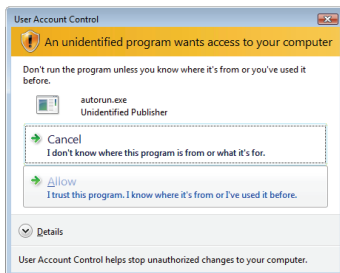 User Account Control
An unidentified program wants access to your computer
Don't run the program unless you know where it's from or you've used it
before.
autorun.exe
Unidentified Publisher
Cancel
I don't know where this program is from or what it's for.
Allow
I trust this program. I know where it's from or I've used it before.
Details
User Account Control helps stop unauthorized changes to your computer.